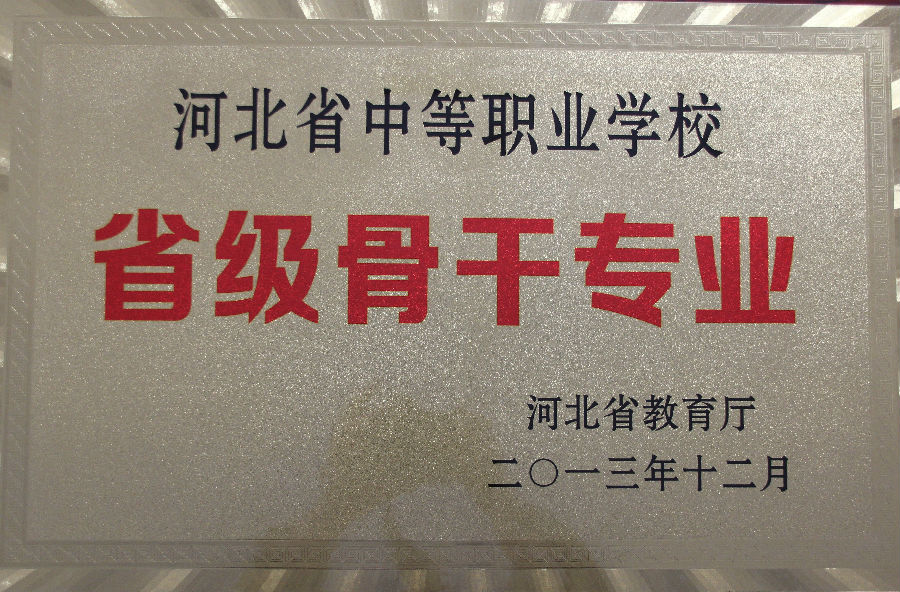 河北省中等职业学校
省级骨干专业
河北省教育厅
二〇一三年十二月